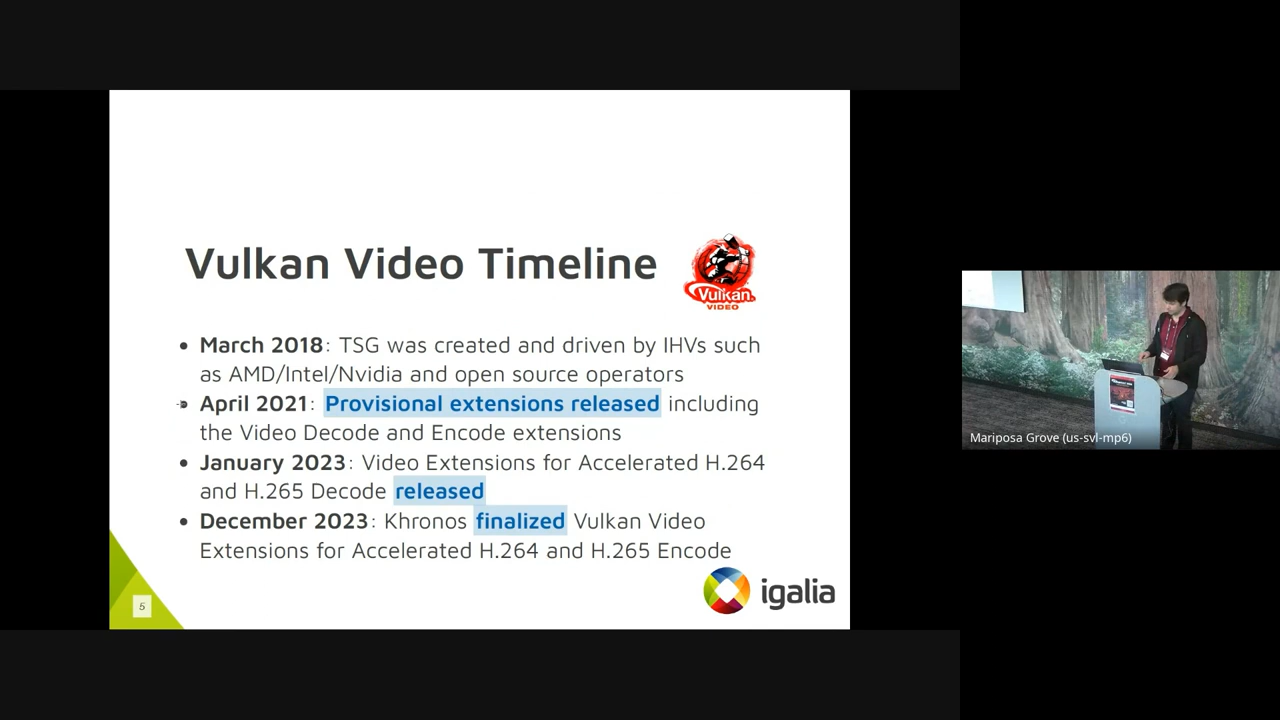 Vulkan Video Timeline
Vulkan.
VIDEO
March 2018: TSG was created and driven by IHVs such
as AMD/Intel/Nvidia and open source operators
April 2021: Provisional extensions released including
the Video Decode and Encode extensions
January 2023: Video Extensions for Accelerated H.264
and H.265 Decode released
December 2023: Khronos finalized Vulkan Video
Extensions for Accelerated H.264 and H.265 Encode
5
igalia
Mariposa Grove (us-svl-mp6)